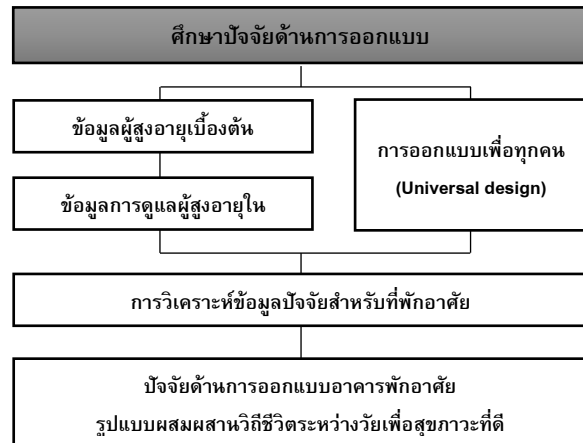 ศึกษาปัจจัยด้านการออกแบบ
ข้อมูลผู้สูงอายุเบื้องต้น
ข้อมูลการดูแลผู้สูงอายุใน
การออกแบบเพื่อทุกคน
(Universal design)
การวิเคราะห์ข้อมูลปัจจัยสำหรับที่พักอาศัย
ปัจจัยด้านการออกแบบอาคารพักอาศัย
รูปแบบผสมผสานวิถีชีวิตระหว่างวัยเพื่อสุขภาวะที่ดี